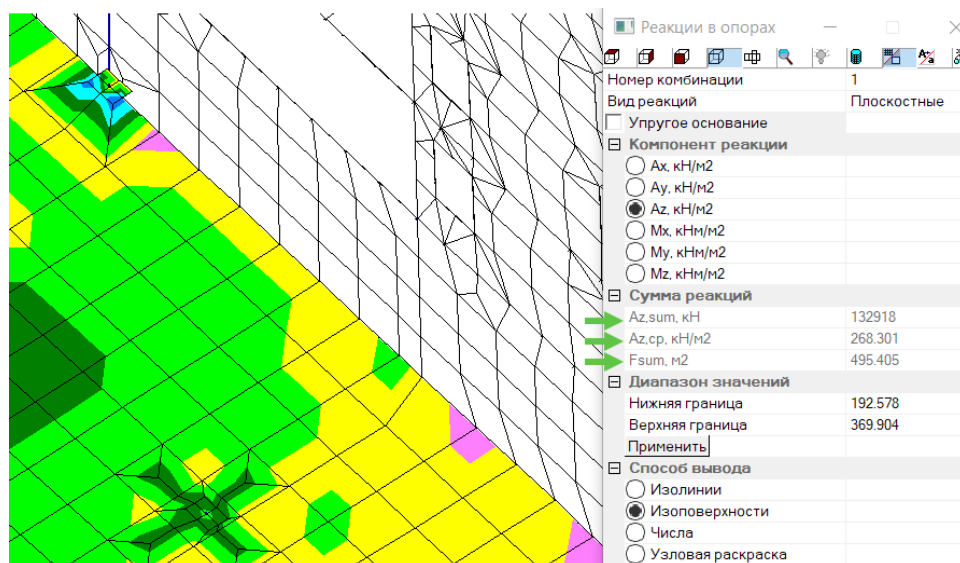 Реакции в опорах
Номер комбинации 1
Вид реакций Плоскостные
Упругое основание
Компонент реакции
Ax, кН/м2
Ay, кН/м2
Az, кН/м2
Mx, кНм/м2
My, кНм/м2
Mz, кНм/м2
Сумма реакций
Az,sum, кН 132918
Az,ср, кН/м2 268.301
Fsum, м2 495.405
Диапазон значений
Нижняя граница 192.578
Верхняя граница 369.904
Применить
Способ вывода
Изолинии
Изоповерхности
Числа
Узловая раскраска